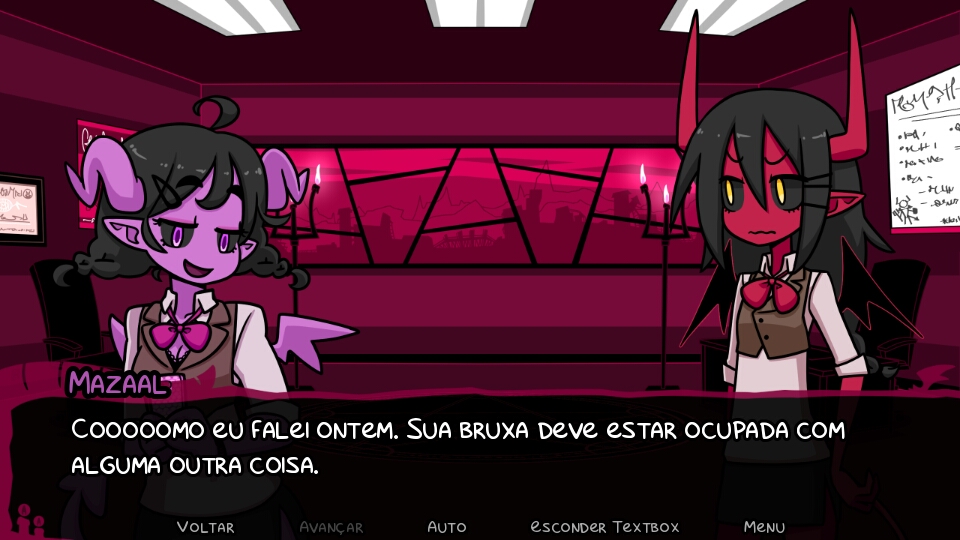 Mazaal
Cooooomo eu falei ontem. Sua bruxa deve estar ocupada com
alguma outra coisa.
Voltar
Avançar
Auto
Esconder Textbox
Menu